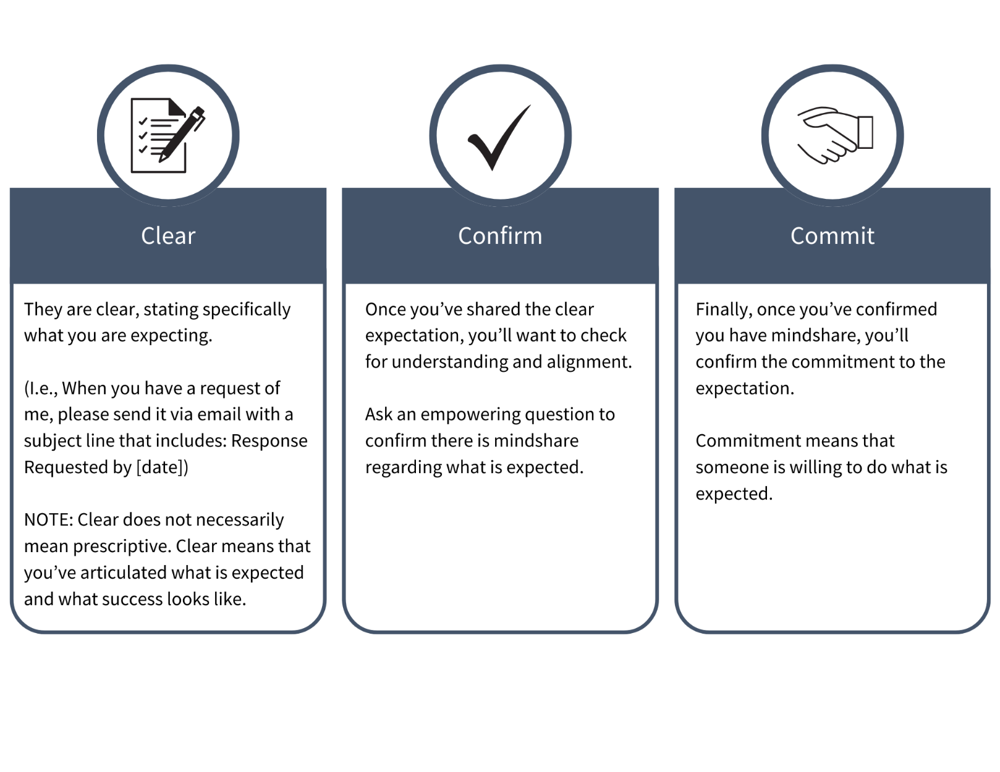 Clear
They are clear, stating specifically
what you are expecting.
(I.e., When you have a request of
me, please send it via email with a
subject line that includes: Response
Requested by [date])
NOTE: Clear does not necessarily
mean prescriptive. Clear means that
you’ve articulated what is expected
and what success looks like.
Confirm
Once you’ve shared the clear
expectation, you’ll want to check
for understanding and alignment.
Ask an empowering question to
confirm there is mindshare
regarding what is expected.
Commit
Finally, once you’ve confirmed
you have mindshare, you’ll
confirm the commitment to the
expectation.
Commitment means that
someone is willing to do what is
expected.